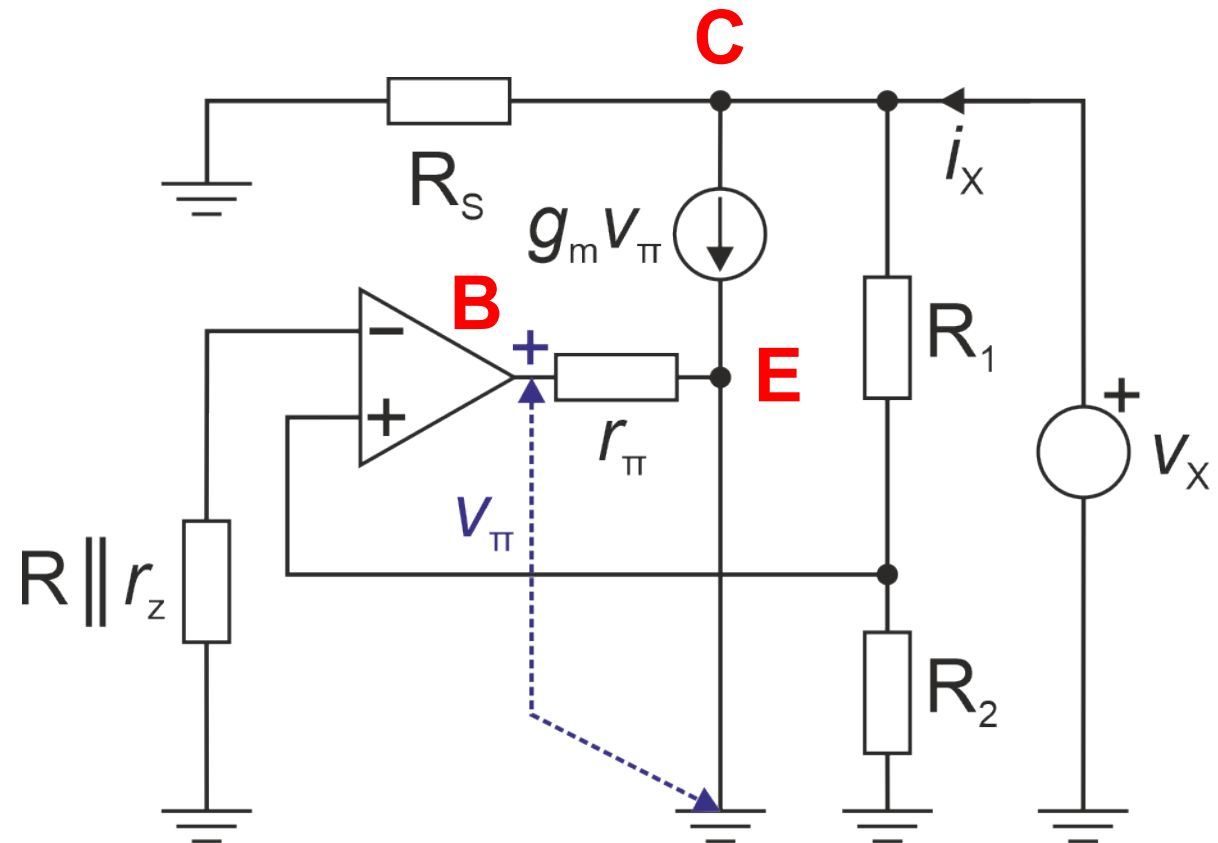 C
R_S
i_X
g_m v_π
B
+
−
+
r_π
E
R_1
+
v_X
v_π
R||r_z
R_2